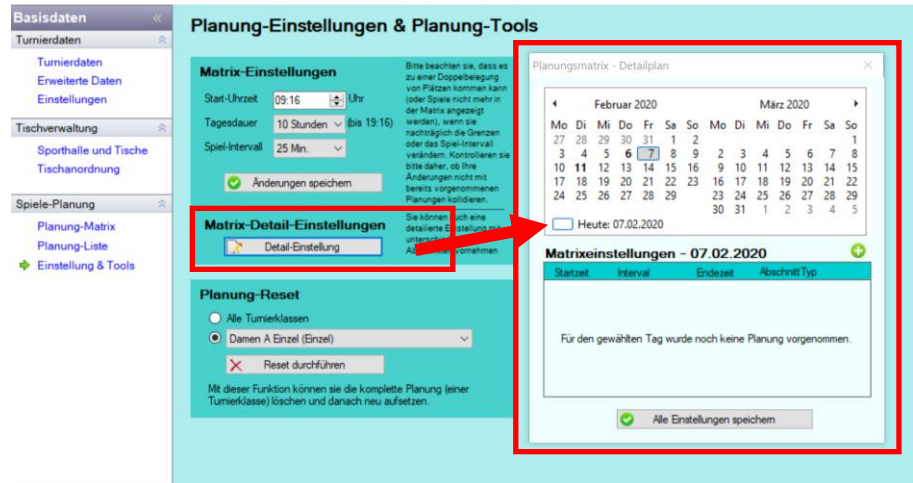 Basisdaten «
Turnierdaten
Turnierdaten
Erweiterte Daten
Einstellungen
Tischverwaltung
Sporthalle und Tische
Tischanordnung
Spiele-Planung
Planung-Matrix
Planung-Liste
Einstellung & Tools
Planung-Einstellungen & Planung-Tools
Matrix-Einstellungen
Start-Uhrzeit 09:16 Uhr
Tagesdauer 10 Stunden (bis 19:16)
Spiel-Intervall 25 Min.
Änderungen speichern
Bitte beachten sie, dass es
zu einer Doppelbelegung
von Plätzen kommen kann
(oder Spiele nicht mehr in
der Matrix angezeigt
werden), wenn sie
nachträglich die Grenzen
oder das Spiel-Intervall
verändern. Kontrollieren sie
bitte daher, ob Ihre
Änderungen nicht mit
bereits vorgenommenen
Planungen kollidieren.
Matrix-Detail-Einstellungen
Detail-Einstellung
Sie können auch eine
detailierte Einstellung mit
vornehmen
Planung-Reset
Alle Turnierklassen
Damen A Einzel (Einzel)
Reset durchführen
Mit dieser Funktion können sie die komplette Planung (einer
Turnierklasse) löschen und danach neu aufsetzen.
Planungsmatrix - Detailplan
Februar 2020 März 2020
Mo Di Mi Do Fr Sa So Mo Di Mi Do Fr Sa So
27 28 29 30 31 1 2 1
3 4 5 6 7 8 9 2 3 4 5 6 7 8
10 11 12 13 14 15 16 9 10 11 12 13 14 15
17 18 19 20 21 22 23 16 17 18 19 20 21 22
24 25 26 27 28 29 23 24 25 26 27 28 29
30 31 1 2 3 4 5
Heute: 07.02.2020
Matrixeinstellungen - 07.02.2020
Startzeit Interval Endezeit AbschnittTyp
Für den gewählten Tag wurde noch keine Planung vorgenommen.
Alle Einstellungen speichern